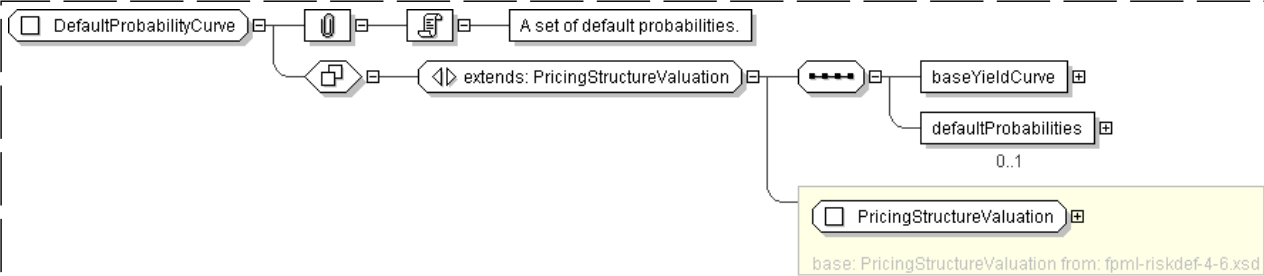 DefaultProbabilityCurve
A set of default probabilities.
extends: PricingStructureValuation
baseYieldCurve
defaultProbabilities
0..1
PricingStructureValuation
base: PricingStructureValuation from: fpml-riskdef-4-6.xsd